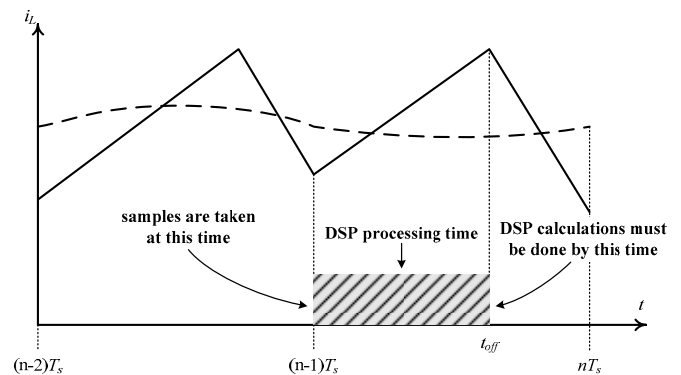 i_L
samples are taken
at this time
DSP processing time
DSP calculations must
be done by this time
t
t_off
(n-2)T_s
(n-1)T_s
nT_s